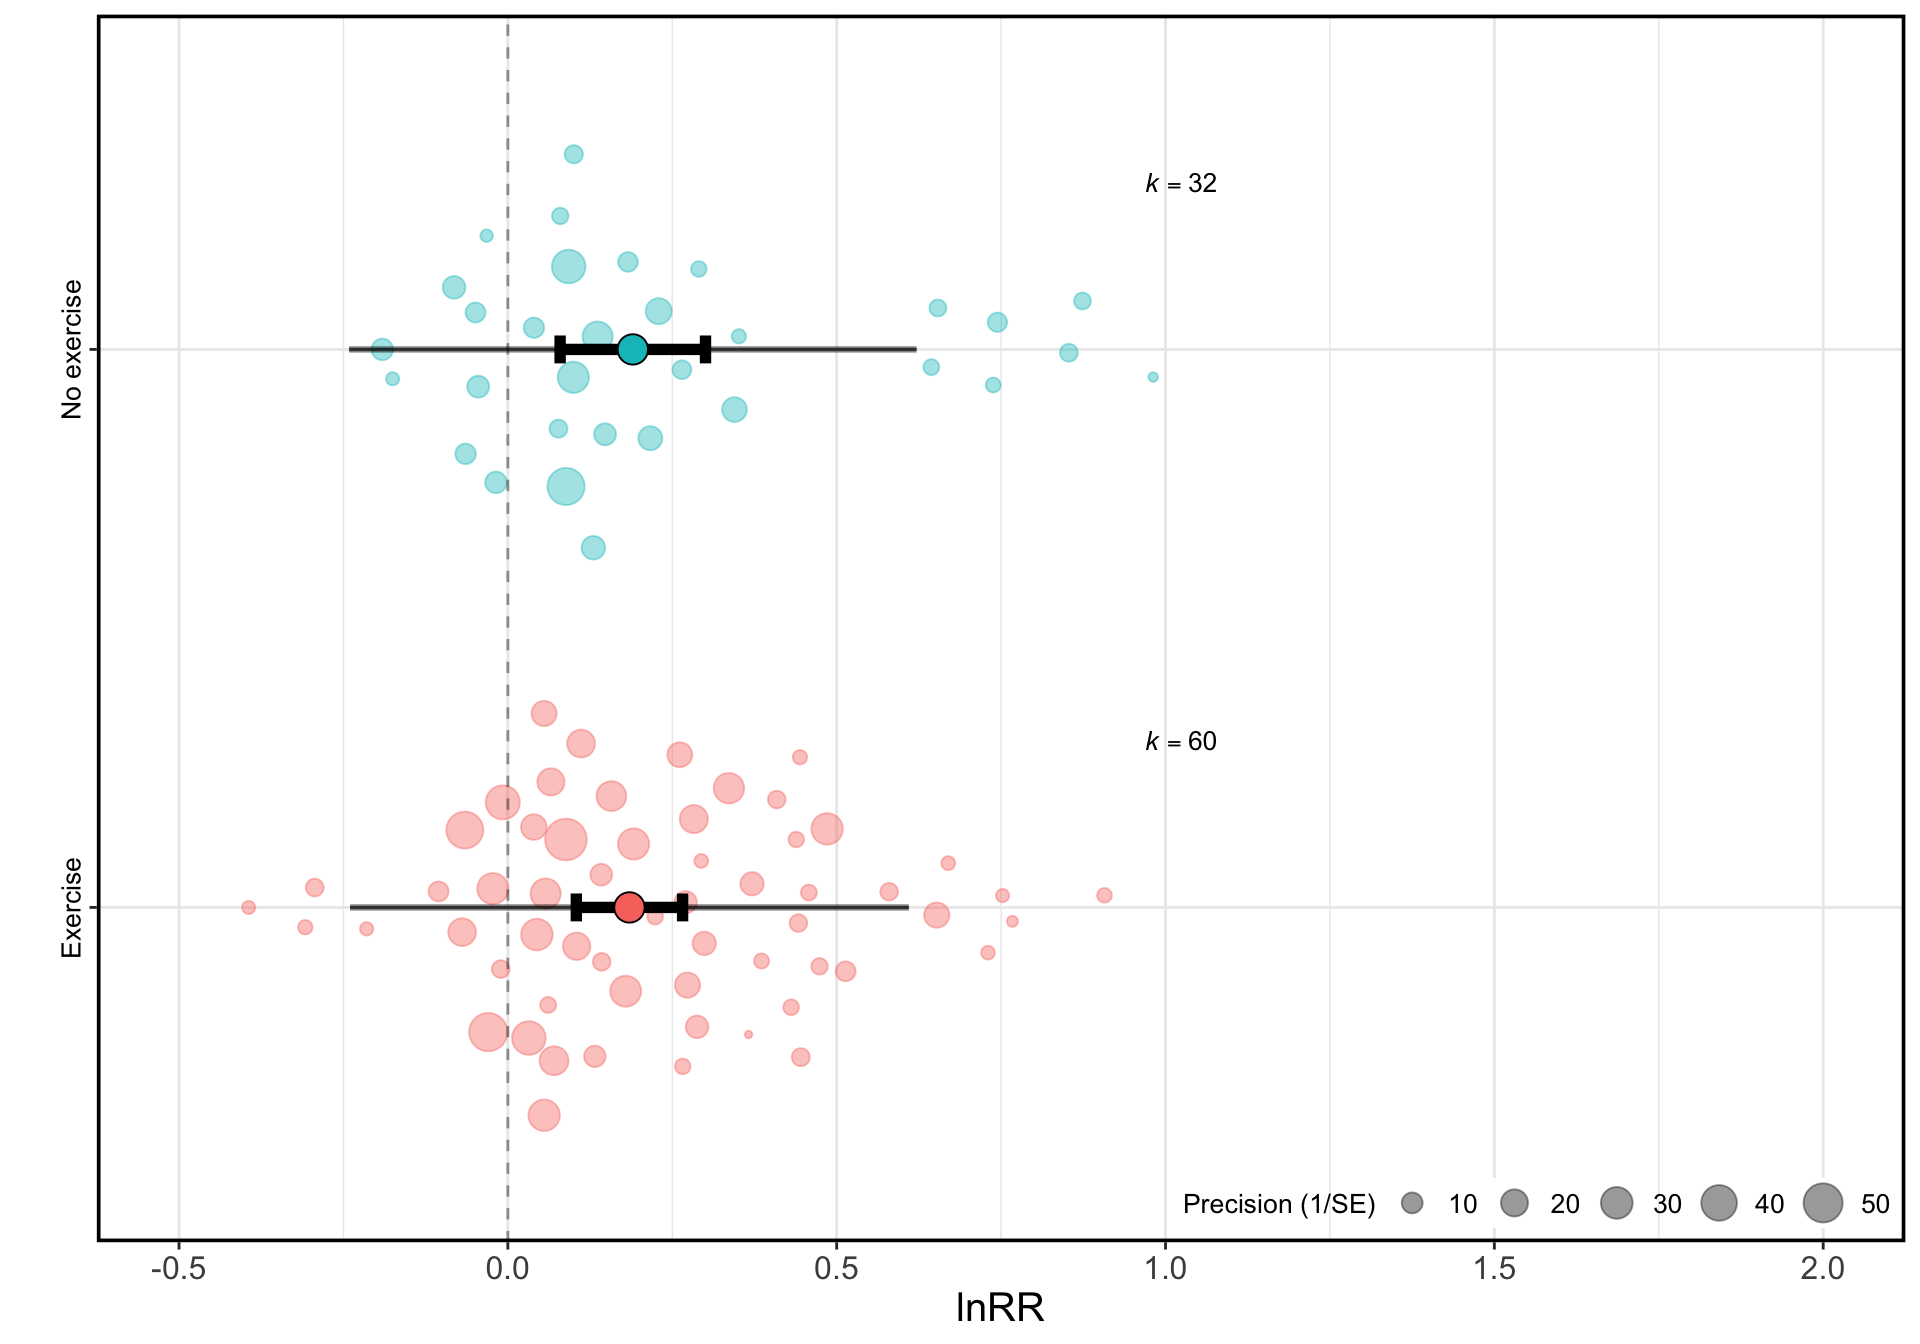 k = 32
No exercise
k = 60
Exercise
Precision (1/SE) 10 20 30 40 50
-0.5 0.0 0.5 1.0 1.5 2.0
lnRR